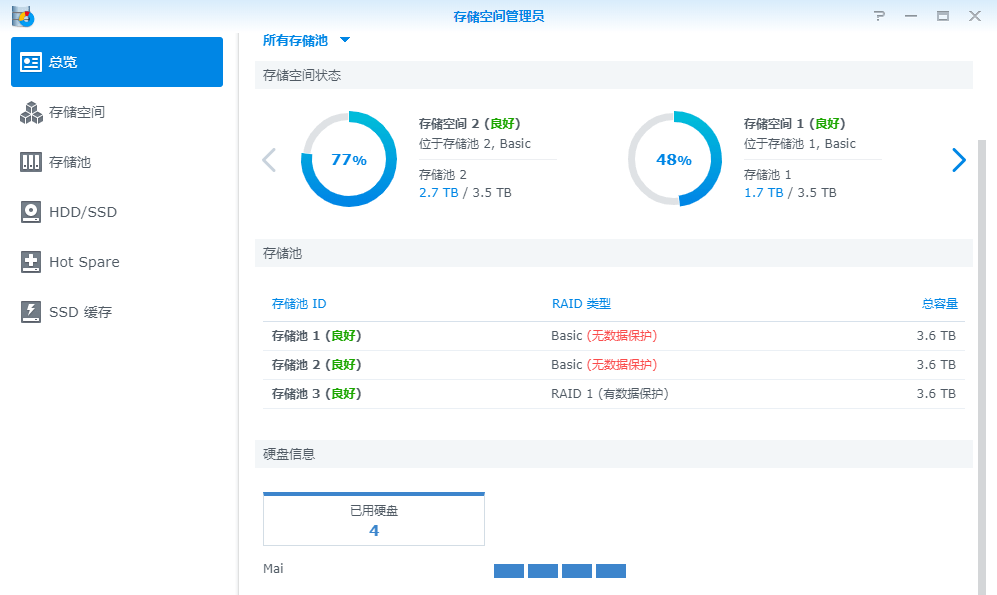 存储空间管理员
总览
存储空间
存储池
HDD/SSD
Hot Spare
SSD 缓存
所有存储池
存储空间状态
77%
存储空间 2 (良好)
位于存储池 2, Basic
存储池 2
2.7 TB / 3.5 TB
48%
存储空间 1 (良好)
位于存储池 1, Basic
存储池 1
1.7 TB / 3.5 TB
存储池
存储池 ID RAID 类型 总容量
存储池 1 (良好) Basic (无数据保护) 3.6 TB
存储池 2 (良好) Basic (无数据保护) 3.6 TB
存储池 3 (良好) RAID 1 (有数据保护) 3.6 TB
硬盘信息
已用硬盘
4
Mai